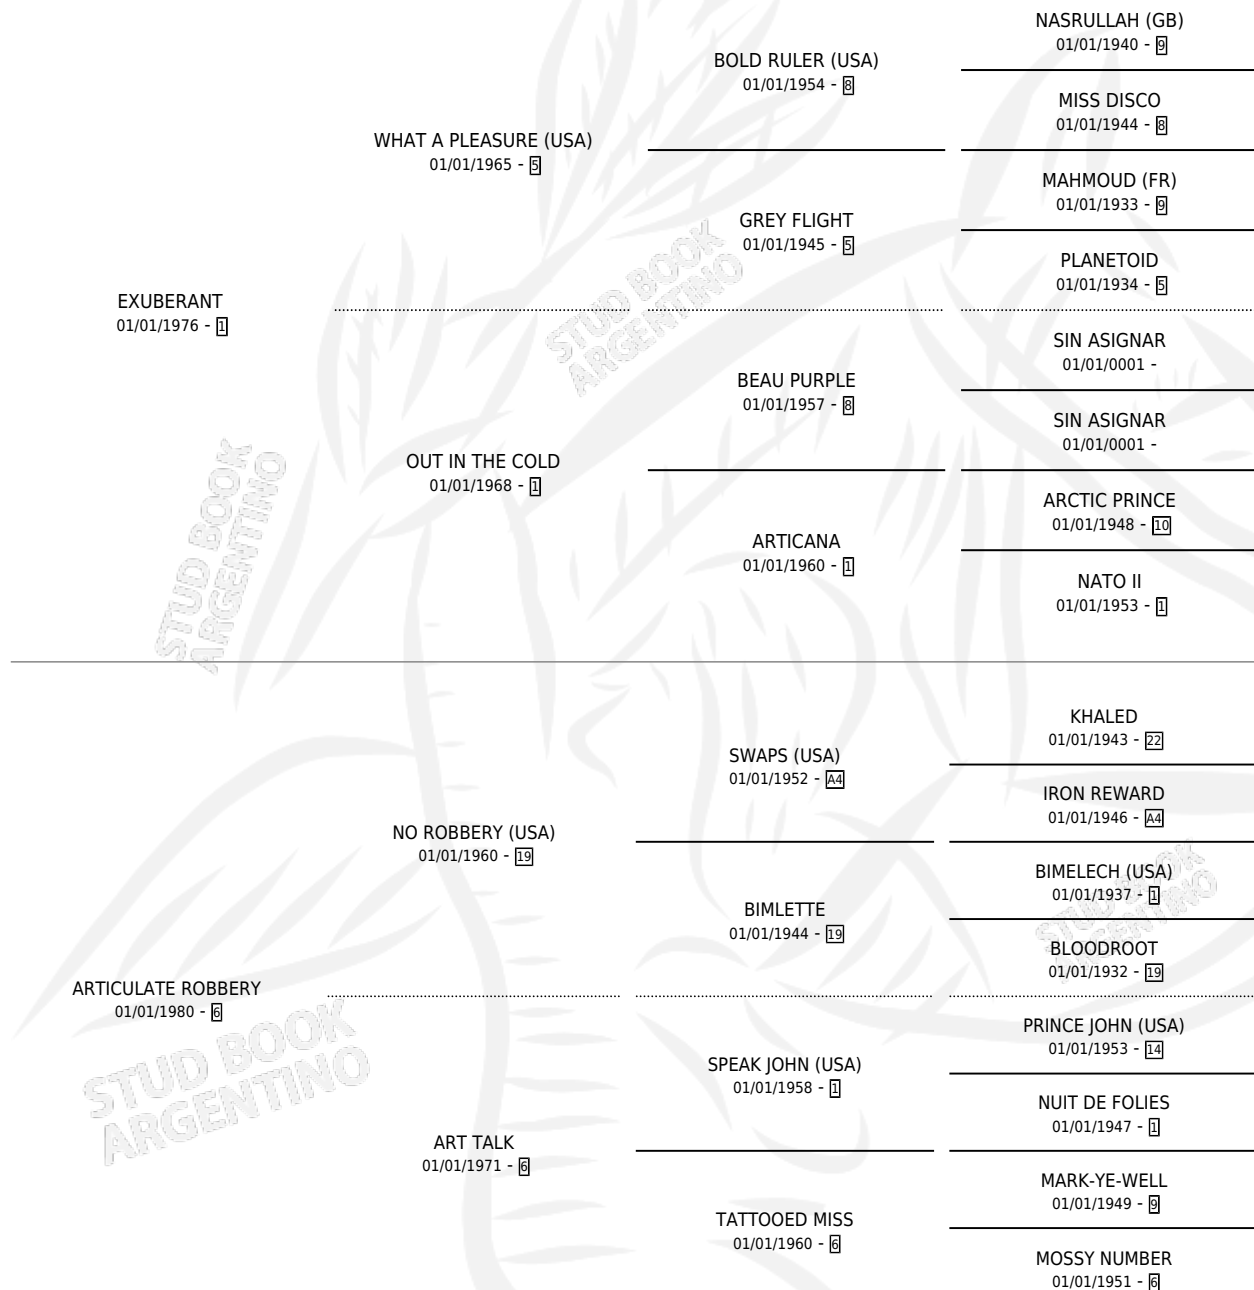 NASRULLAH (GB)
01/01/1940 - 9
BOLD RULER (USA)
01/01/1954 - 8
MISS DISCO
01/01/1944 - 8
WHAT A PLEASURE (USA)
01/01/1965 - 5
MAHMOUD (FR)
01/01/1933 - 9
GREY FLIGHT
01/01/1945 - 5
PLANETOID
01/01/1934 - 5
EXUBERANT
01/01/1976 - 1
STUD BOOK
ARGENTINO
SIN ASIGNAR
01/01/0001 -
BEAU PURPLE
01/01/1957 - 8
SIN ASIGNAR
01/01/0001 -
OUT IN THE COLD
01/01/1968 - 1
STUD BOOK
ARGENTINO
ARCTIC PRINCE
01/01/1948 - 10
ARTICANA
01/01/1960 - 1
NATO II
01/01/1953 - 1
KHALED
01/01/1943 - 22
SWAPS (USA)
01/01/1952 - A4
IRON REWARD
01/01/1946 - A4
NO ROBBERY (USA)
01/01/1960 - 19
BIMELECH (USA)
01/01/1937 - 1
STUD BOOK
ARGENTINO
BIMLETTE
01/01/1944 - 19
BLOODROOT
01/01/1932 - 19
ARTICULATE ROBBERY
01/01/1980 - 6
STUD BOOK
ARGENTINO
PRINCE JOHN (USA)
01/01/1953 - 14
SPEAK JOHN (USA)
01/01/1958 - 1
NUIT DE FOLIES
01/01/1947 - 1
ART TALK
01/01/1971 - 6
MARK-YE-WELL
01/01/1949 - 9
TATTOOED MISS
01/01/1960 - 6
MOSSY NUMBER
01/01/1951 - 6